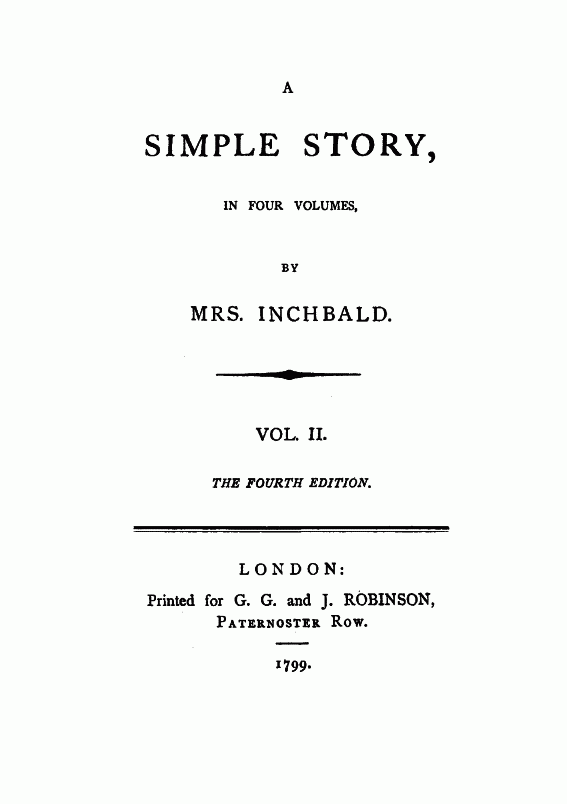 A
SIMPLE STORY,
IN FOUR VOLUMES,
BY
MRS. INCHBALD.
VOL. II.
THE FOURTH EDITION.
LONDON:
Printed for G. G. and J. ROBINSON,
PATERNOSTER ROW.
1799.